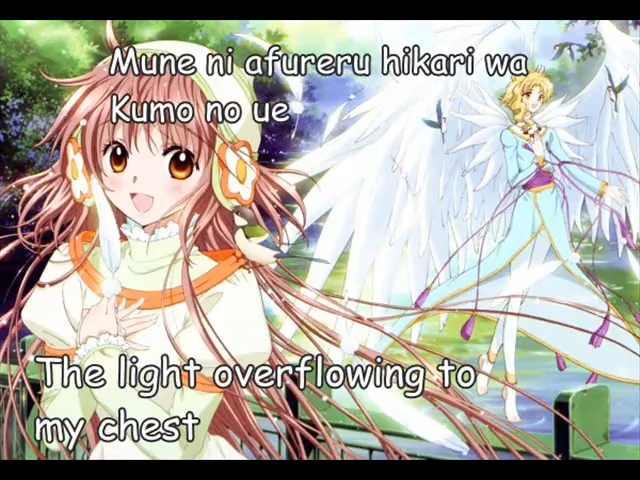 Mune ni afureru hikari wa
Kumo no ue
The light overflowing to
my chest